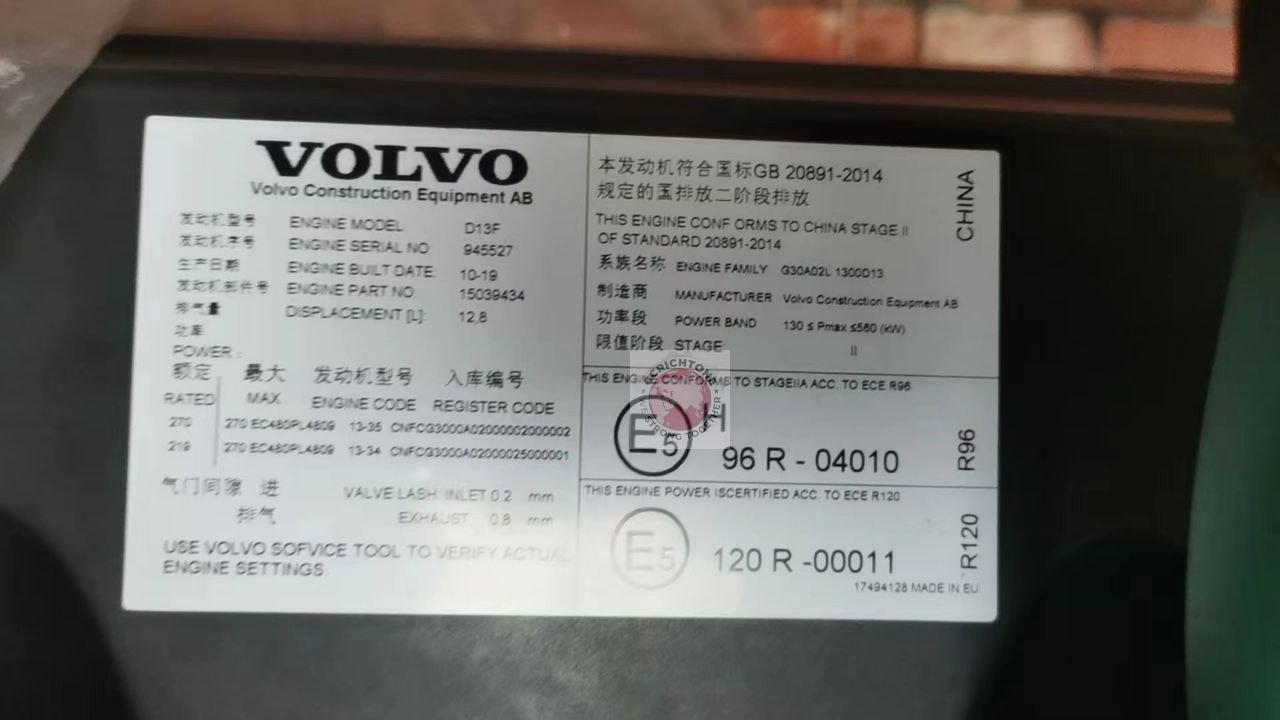 VOLVO
Volvo Construction Equipment AB
发动机型号 ENGINE MODEL D13F
发动机序号 ENGINE SERIAL NO 945527
生产日期 ENGINE BUILT DATE: 10-19
发动机部件号 ENGINE PART NO 15039434
排气量 DISPLACEMENT [L]: 12,8
功率
POWER:
额定 最大 发动机型号 入库编号
RATED MAX ENGINE CODE REGISTER CODE
270 270 EC480PL4809 13-35 CNFCG3000A02000002000002
219 270 EC480PL4809 13-34 CNFCG3000A02000025000001
气门间隙 进 VALVE LASH: INLET 0.2 mm
排气 EXHAUST 0.8 mm
USE VOLVO SOFVICE TOOL TO VERIFY ACTUAL
ENGINE SETTINGS
本发动机符合国标GB 20891-2014
规定的国排放二阶段排放
THIS ENGINE CONF ORMS TO CHINA STAGE II
OF STANDARD 20891-2014
系族名称 ENGINE FAMILY G30A02L 1300D13
制造商 MANUFACTURER Volvo Construction Equipment AB
功率段 POWER BAND 130 ≤ Pmax ≤560 (kW)
限值阶段 STAGE II
CHINA
THIS ENGINE CONFORMS TO STAGEIIA ACC. TO ECE R96
E5 H
96 R - 04010
R96
THIS ENGINE POWER ISCERTIFIED ACC. TO ECE R120
E5
120 R -00011
R120
17494128 MADE IN EU
CRICHTON
STRONG TOGETHER